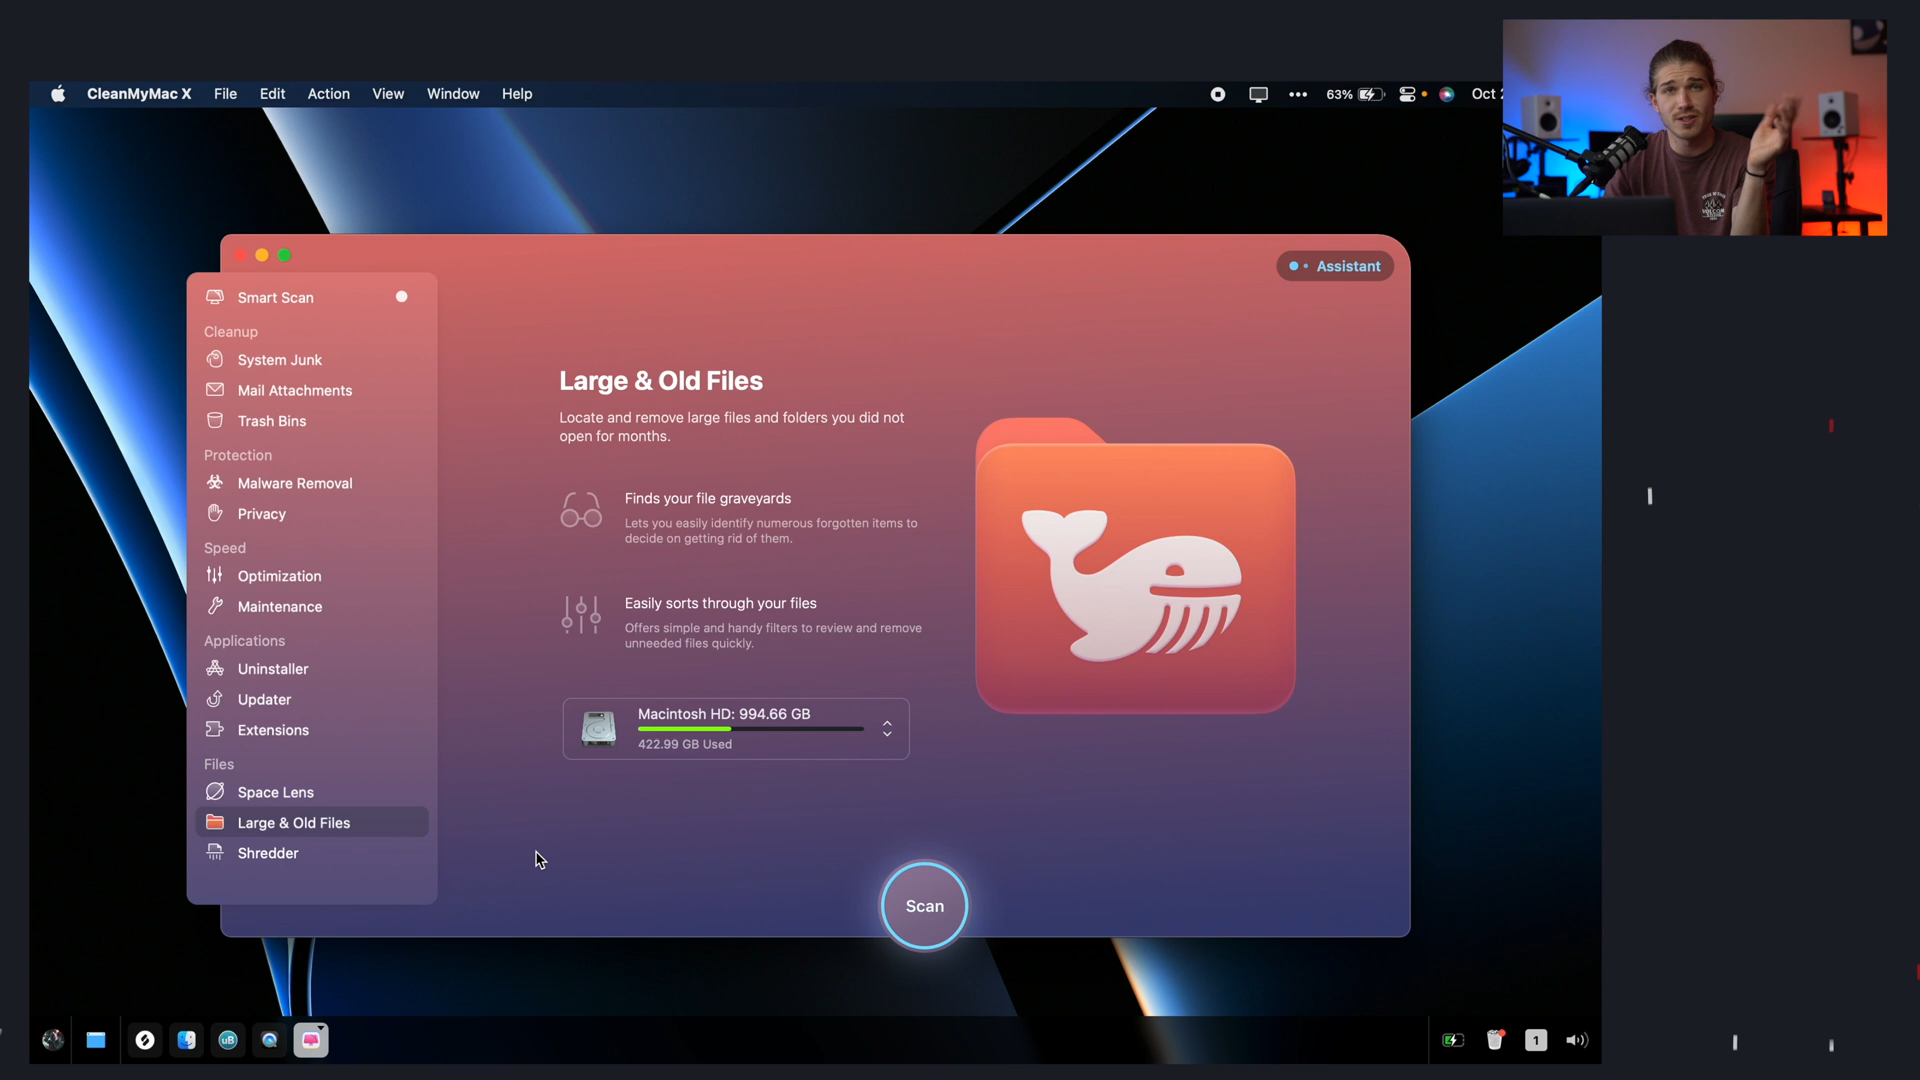 CleanMyMac X File Edit Action View Window Help
63%
Oct
Assistant
Smart Scan
Cleanup
System Junk
Mail Attachments
Trash Bins
Protection
Malware Removal
Privacy
Speed
Optimization
Maintenance
Applications
Uninstaller
Updater
Extensions
Files
Space Lens
Large & Old Files
Shredder
Large & Old Files
Locate and remove large files and folders you did not
open for months.
Finds your file graveyards
Lets you easily identify numerous forgotten items to
decide on getting rid of them.
Easily sorts through your files
Offers simple and handy filters to review and remove
unneeded files quickly.
Macintosh HD: 994.66 GB
422.99 GB Used
Scan
uB
1
VOLCOM